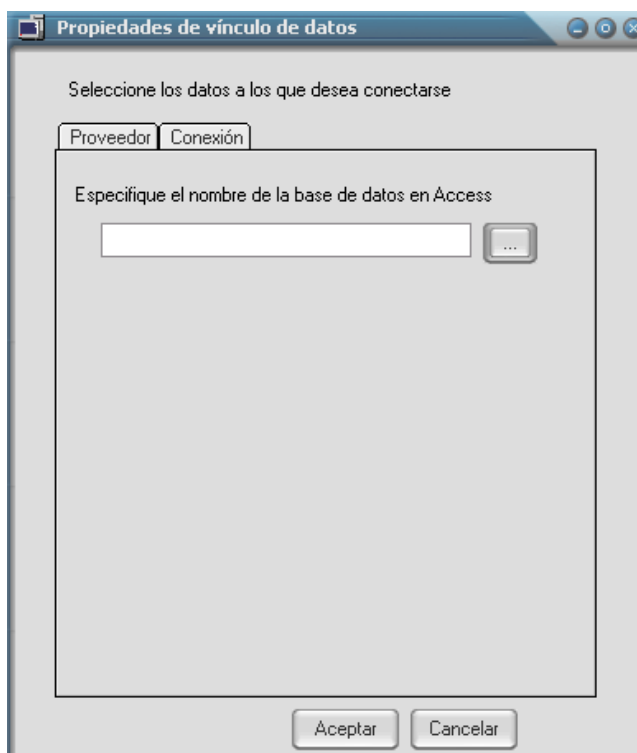 Propiedades de vínculo de datos
Seleccione los datos a los que desea conectarse
Proveedor Conexión
Especifique el nombre de la base de datos en Access
...
Aceptar Cancelar